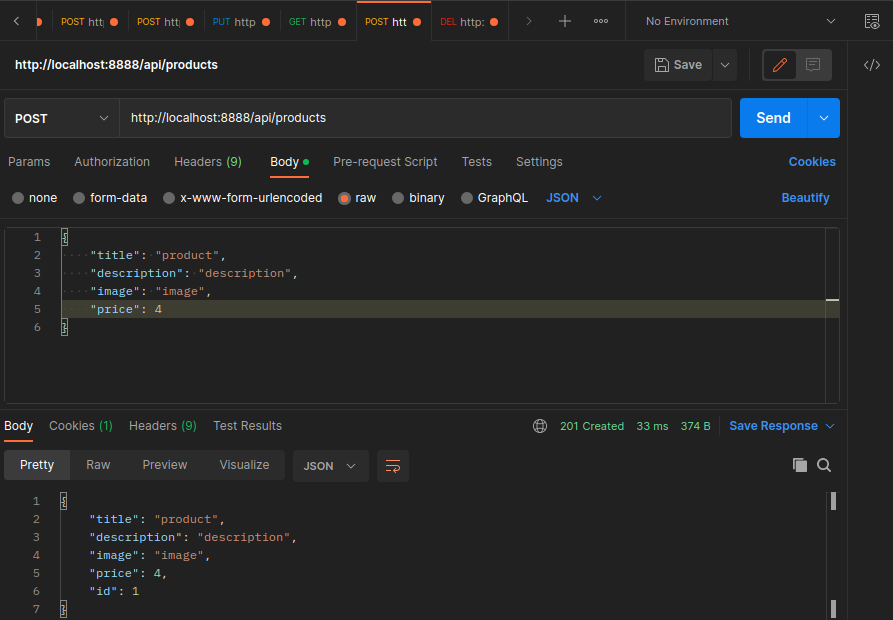 POST htt POST htt PUT http GET http POST htt DEL http: No Environment
http://localhost:8888/api/products Save
POST http://localhost:8888/api/products Send
Params Authorization Headers (9) Body Pre-request Script Tests Settings Cookies
none form-data x-www-form-urlencoded raw binary GraphQL JSON Beautify
1 {
2 "title": "product",
3 "description": "description",
4 "image": "image",
5 "price": 4
6 }
Body Cookies (1) Headers (9) Test Results 201 Created 33 ms 374 B Save Response
Pretty Raw Preview Visualize JSON
1 {
2 "title": "product",
3 "description": "description",
4 "image": "image",
5 "price": 4,
6 "id": 1
7 }